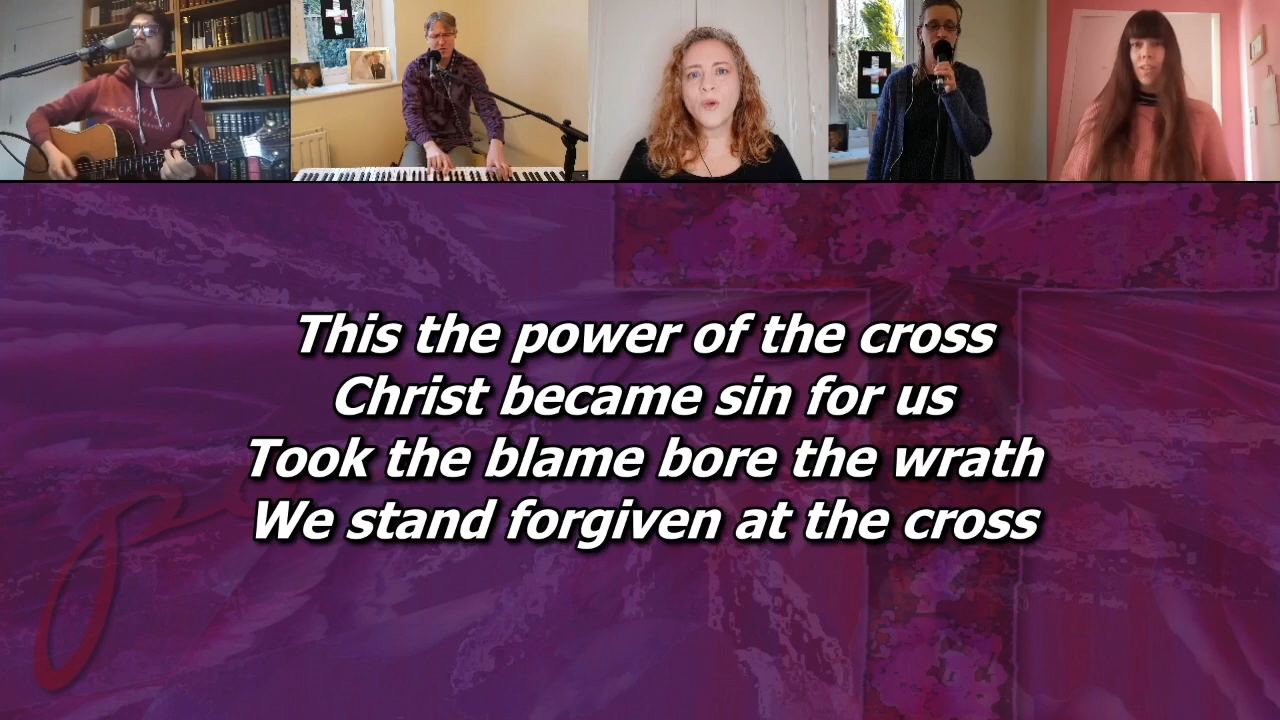 This the power of the cross
Christ became sin for us
Took the blame bore the wrath
We stand forgiven at the cross